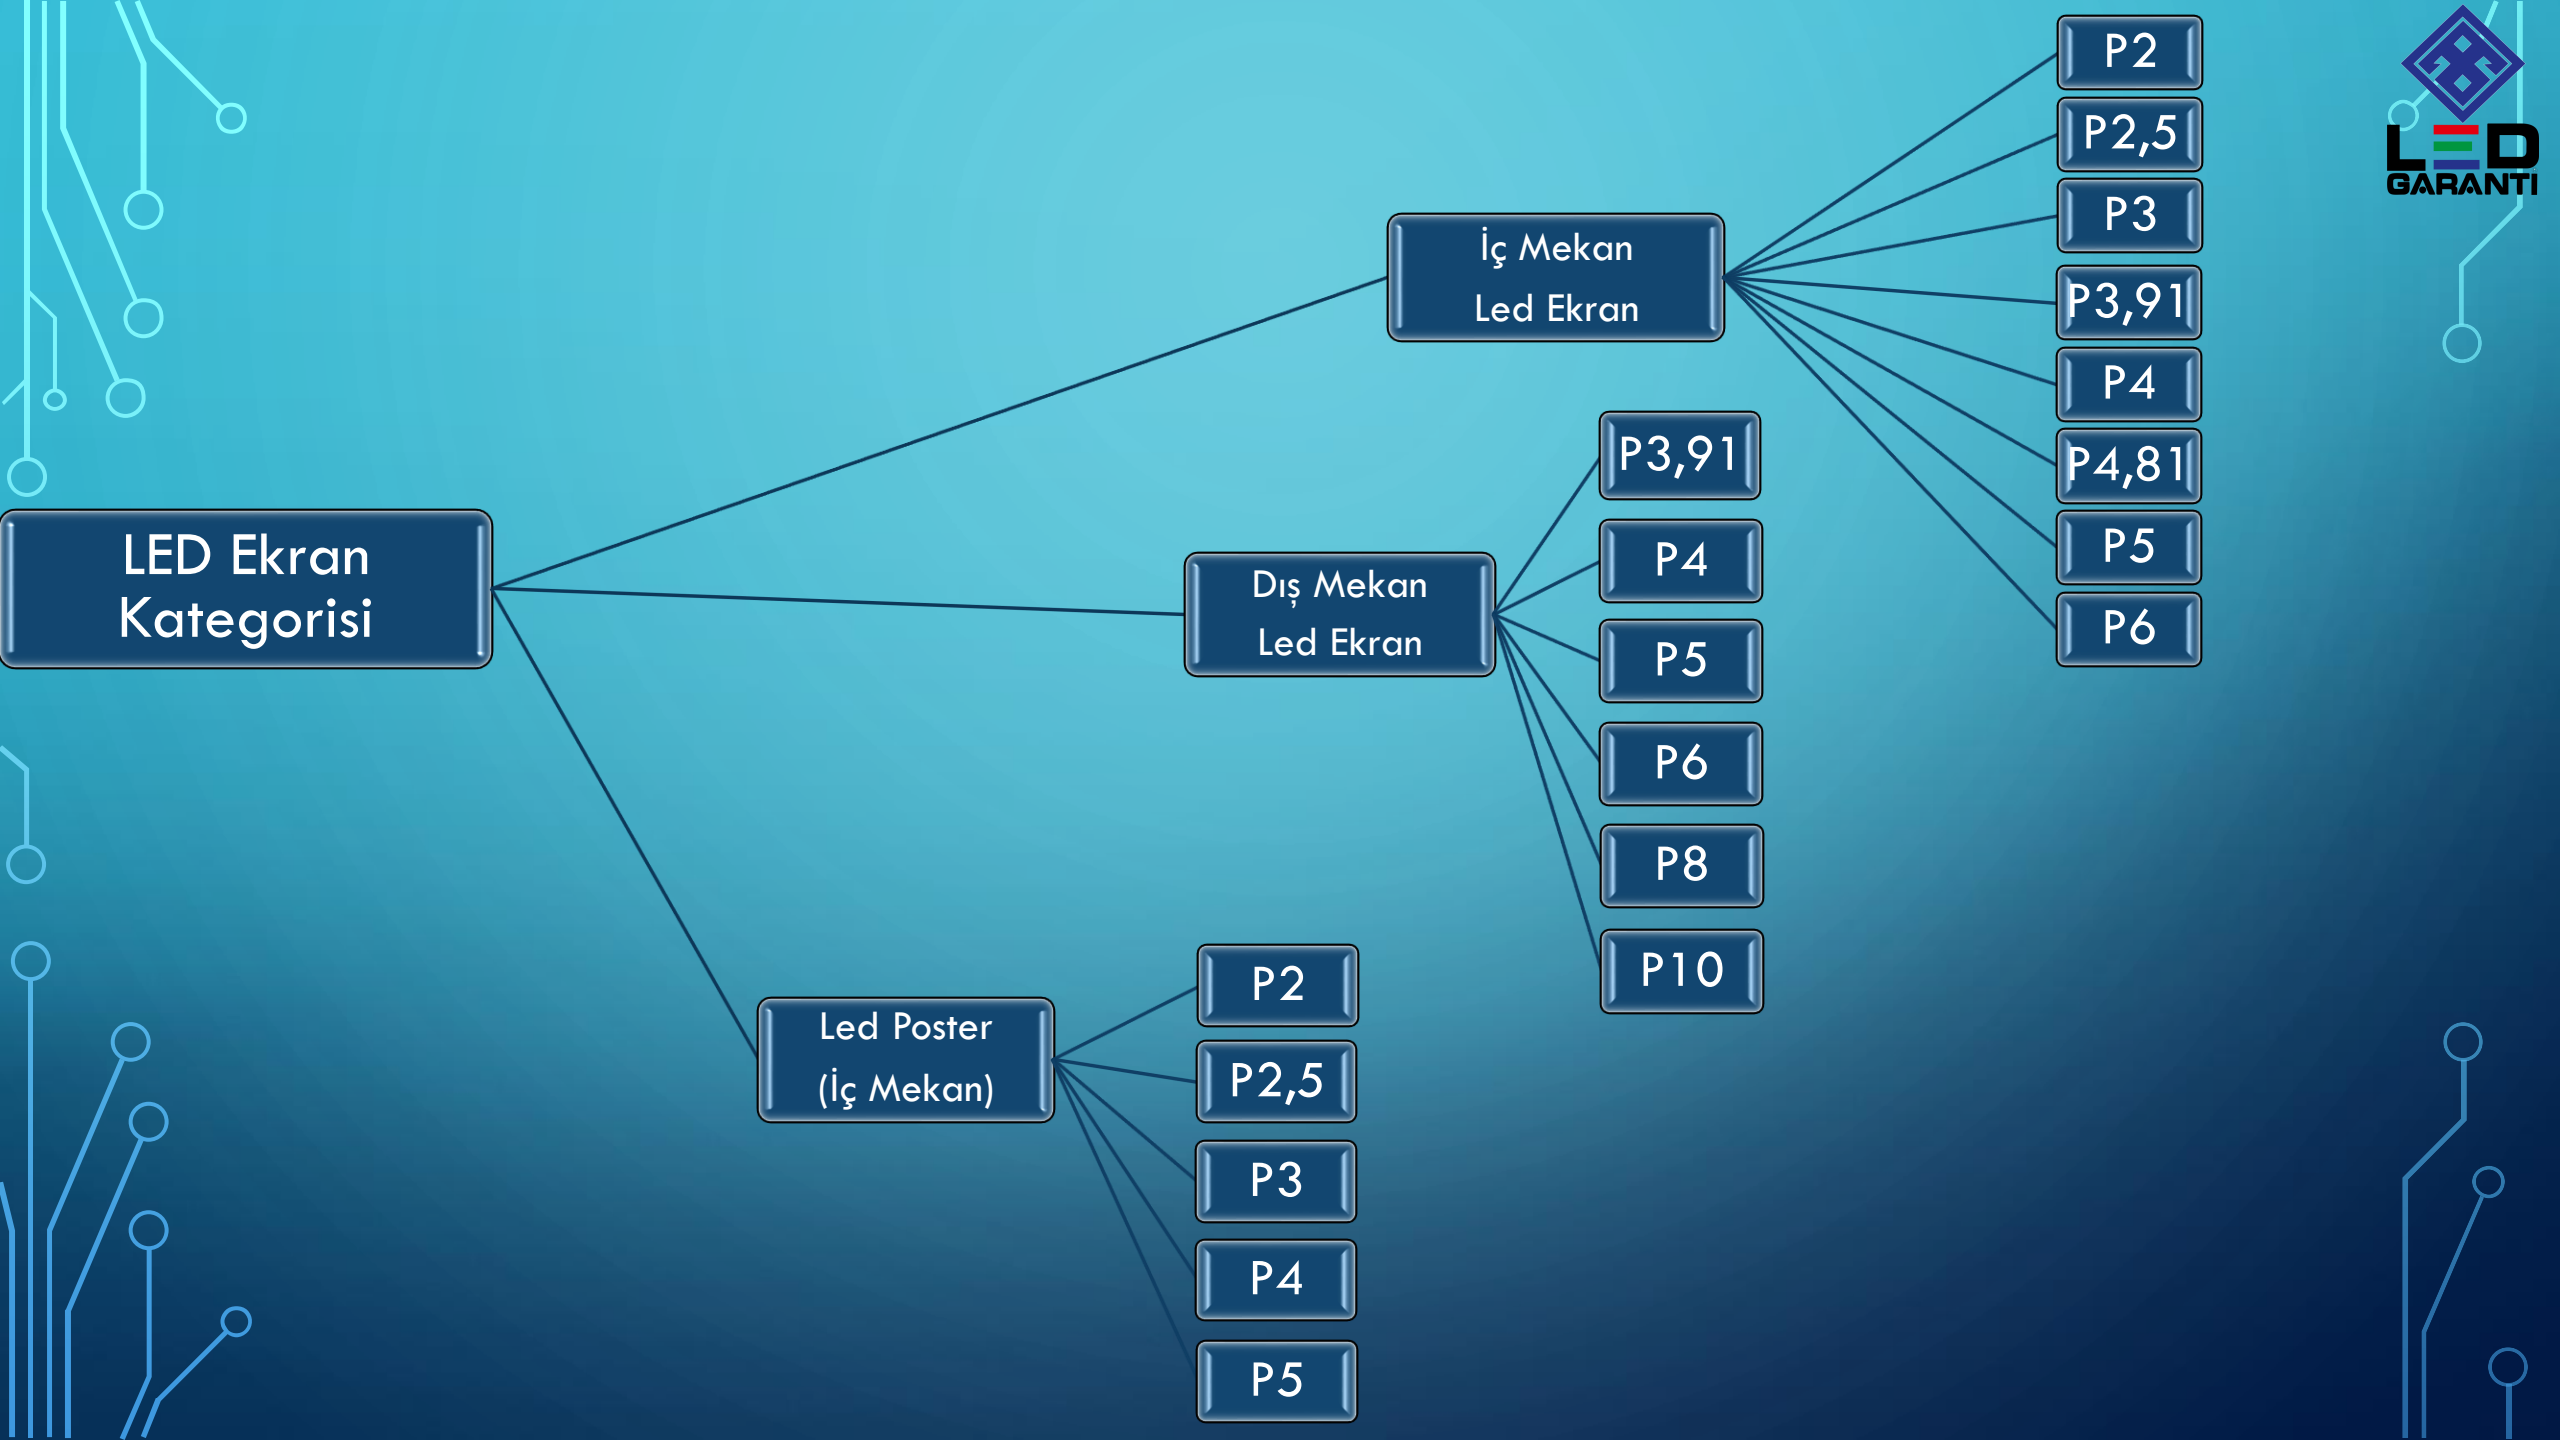 LED Ekran
Kategorisi
İç Mekan
Led Ekran
P2
P2,5
P3
P3,91
P4
P4,81
P5
P6
Dış Mekan
Led Ekran
P3,91
P4
P5
P6
P8
P10
Led Poster
(İç Mekan)
P2
P2,5
P3
P4
P5
LED
GARANTI